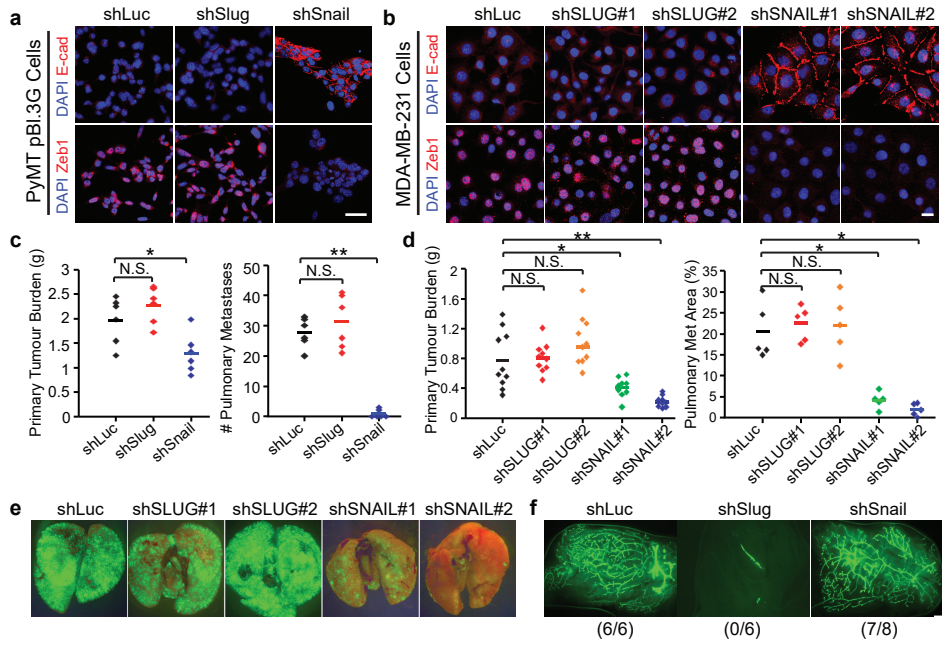 a
shLuc shSlug shSnail
PyMT pBl.3G Cells
DAPI E-cad
DAPI Zeb1
b
shLuc shSLUG#1 shSLUG#2 shSNAIL#1 shSNAIL#2
MDA-MB-231 Cells
DAPI E-cad
DAPI Zeb1
c
Primary Tumour Burden (g)
*
N.S.
3
2.5
2
1.5
1
0.5
0
shLuc
shSlug
shSnail
# Pulmonary Metastases
**
N.S.
50
40
30
20
10
0
shLuc
shSlug
shSnail
d
Primary Tumour Burden (g)
**
*
N.S.
N.S.
2
1.6
1.2
0.8
0.4
0
shLuc
shSLUG#1
shSLUG#2
shSNAIL#1
shSNAIL#2
Pulmonary Met Area (%)
*
*
N.S.
N.S.
35
30
25
20
15
10
5
0
shLuc
shSLUG#1
shSLUG#2
shSNAIL#1
shSNAIL#2
e
shLuc shSLUG#1 shSLUG#2 shSNAIL#1 shSNAIL#2
f
shLuc shSlug shSnail
(6/6) (0/6) (7/8)